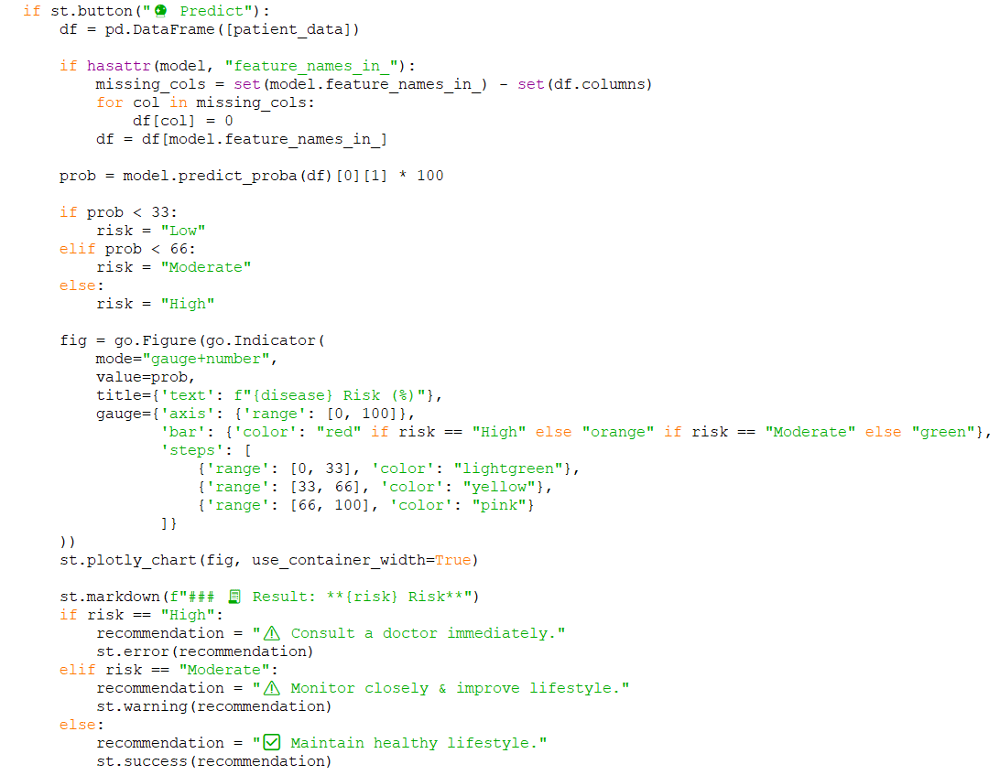 if st.button("🔮 Predict"):
    df = pd.DataFrame([patient_data])

    if hasattr(model, "feature_names_in_"):
        missing_cols = set(model.feature_names_in_) - set(df.columns)
        for col in missing_cols:
            df[col] = 0
        df = df[model.feature_names_in_]

    prob = model.predict_proba(df)[0][1] * 100

    if prob < 33:
        risk = "Low"
    elif prob < 66:
        risk = "Moderate"
    else:
        risk = "High"

    fig = go.Figure(go.Indicator(
        mode="gauge+number",
        value=prob,
        title={'text': f"{disease} Risk (%)"},
        gauge={'axis': {'range': [0, 100]},
               'bar': {'color': "red" if risk == "High" else "orange" if risk == "Moderate" else "green"},
               'steps': [
                   {'range': [0, 33], 'color': "lightgreen"},
                   {'range': [33, 66], 'color': "yellow"},
                   {'range': [66, 100], 'color': "pink"}
               ]}
    ))
    st.plotly_chart(fig, use_container_width=True)

    st.markdown(f"### 🧾 Result: **{risk} Risk**")
    if risk == "High":
        recommendation = "⚠ Consult a doctor immediately."
        st.error(recommendation)
    elif risk == "Moderate":
        recommendation = "⚠ Monitor closely & improve lifestyle."
        st.warning(recommendation)
    else:
        recommendation = "✅ Maintain healthy lifestyle."
        st.success(recommendation)